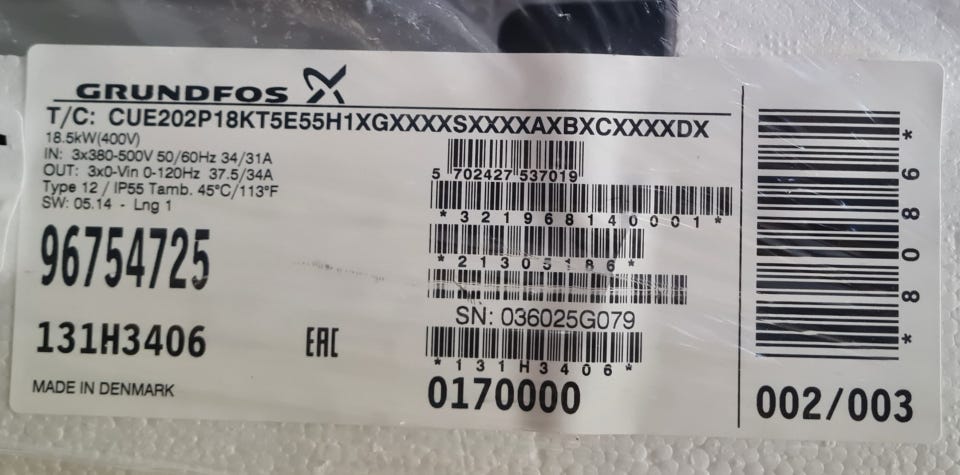 GRUNDFOS
T/C: CUE202P18KT5E55H1XGXXXXSXXXXAXBXCXXXXDX
18.5kW(400V)
IN: 3x380-500V 50/60Hz 34/31A
OUT: 3x0-Vin 0-120Hz 37.5/34A
Type 12 / IP55 Tamb. 45°C/113°F
SW: 05.14 - Lng 1
96754725
131H3406
EAC
MADE IN DENMARK
5 702427 537019
*321968140001*
*21305186*
SN: 036025G079
*131H3406*
0170000
*98808*
002/003